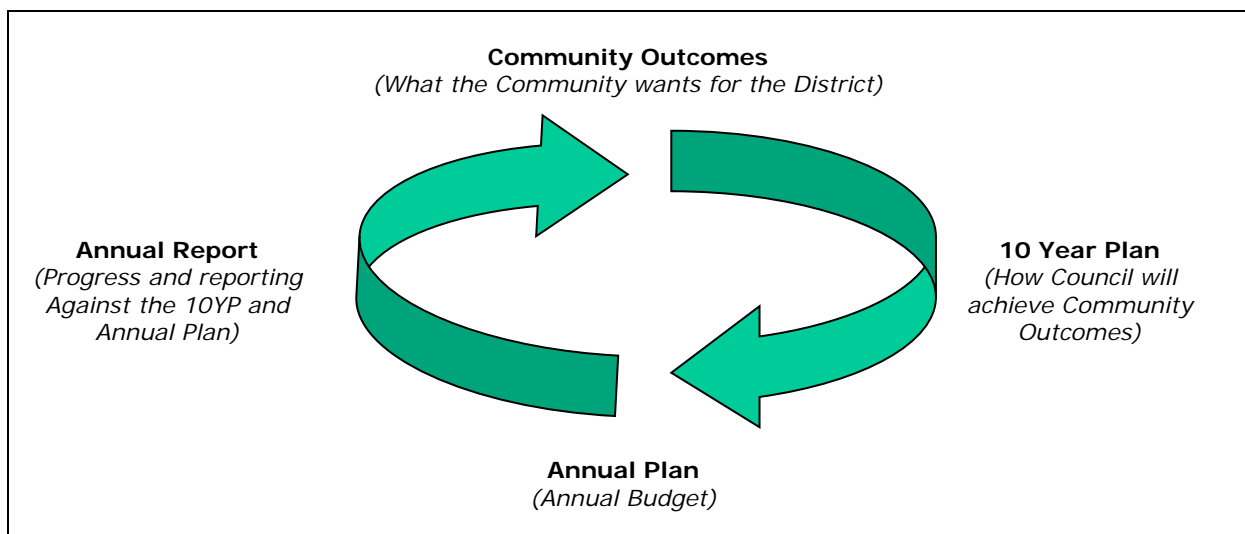 Community Outcomes
(What the Community wants for the District)
Annual Report
(Progress and reporting
Against the 10YP and
Annual Plan)
10 Year Plan
(How Council will
achieve Community
Outcomes)
Annual Plan
(Annual Budget)